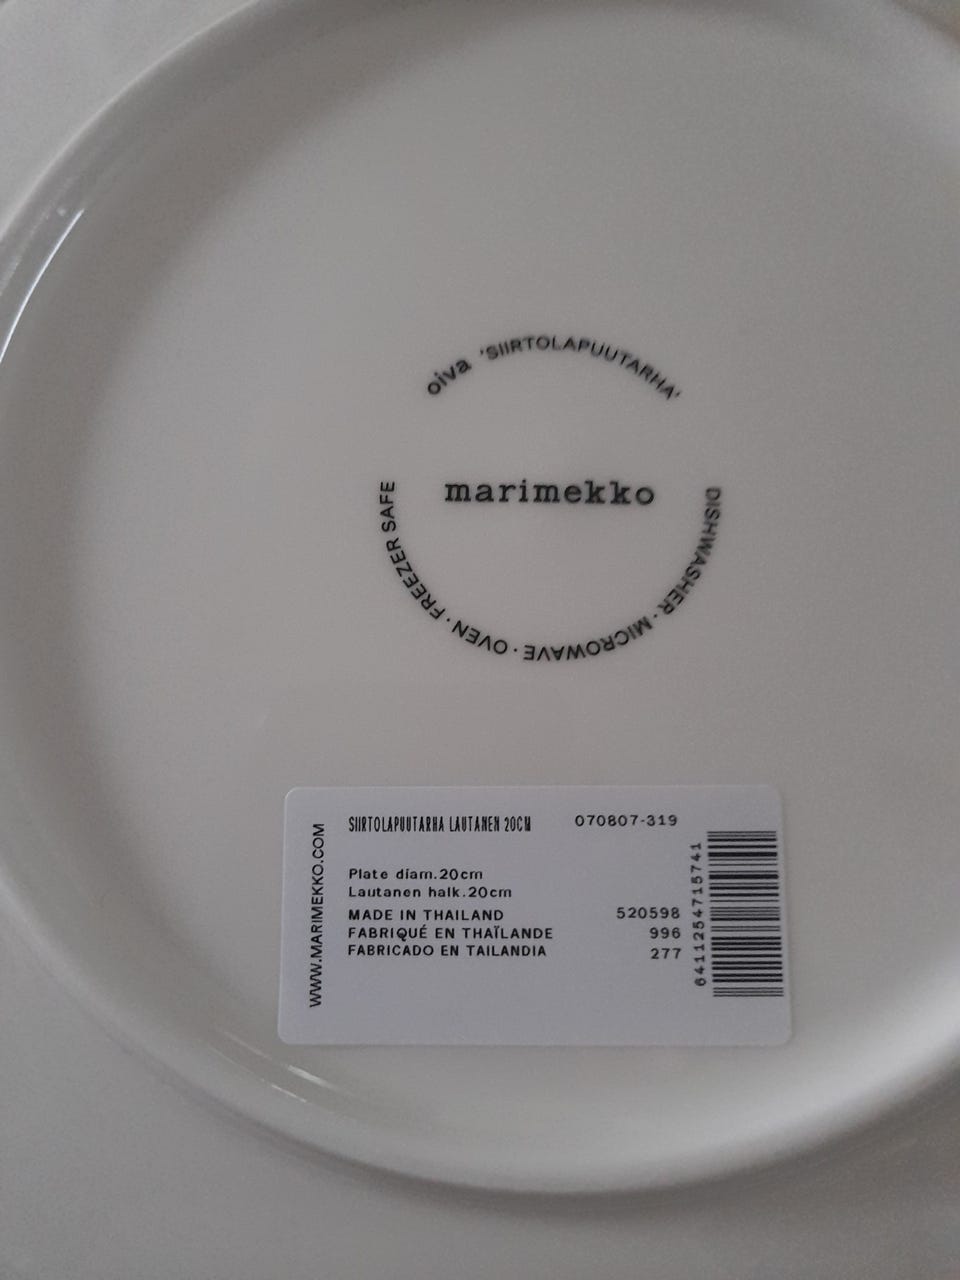 oiva 'SIIRTOLAPUUTARHA'
marimekko
DISHWASHER · MICROWAVE · OVEN · FREEZER SAFE
WWW.MARIMEKKO.COM
SIIRTOLAPUUTARHA LAUTANEN 20CM 070807-319
Plate diam.20cm
Lautanen halk.20cm
MADE IN THAILAND 520598
FABRIQUÉ EN THAÏLANDE 996
FABRICADO EN TAILANDIA 277
6411254715741